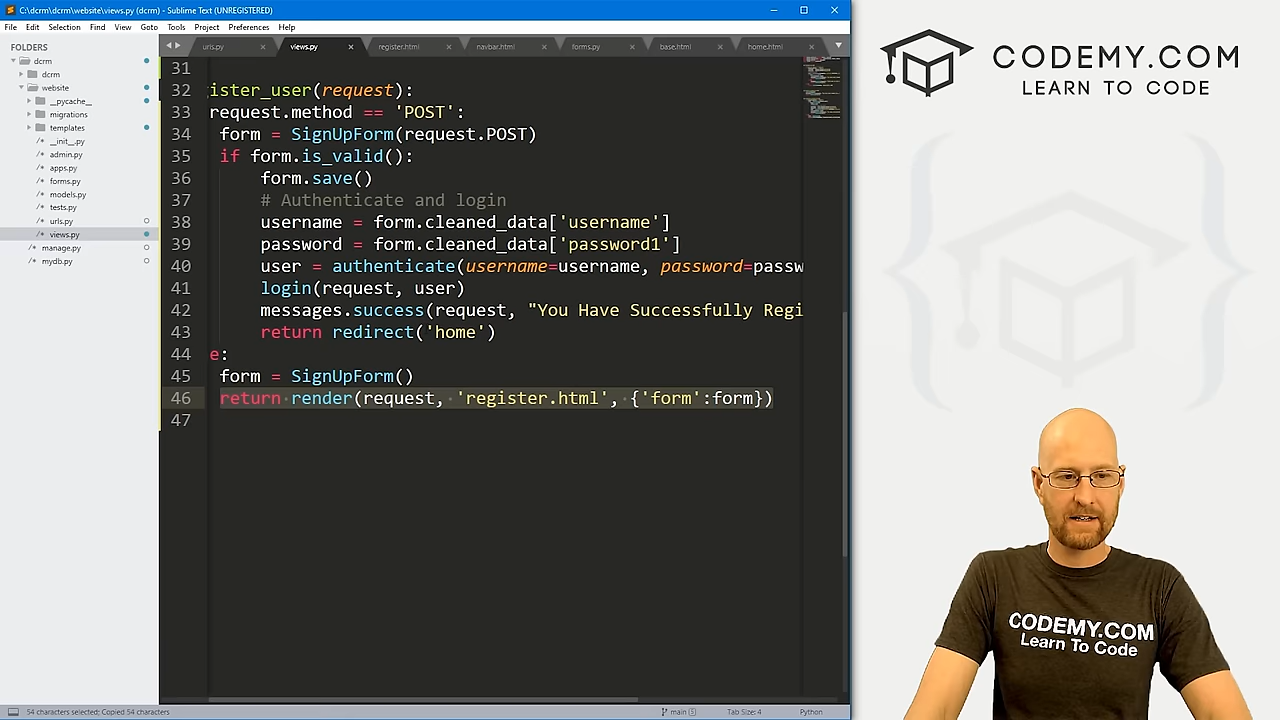 C:\dcrm\dcrm\website\views.py (dcrm) - Sublime Text (UNREGISTERED)
File Edit Selection Find View Goto Tools Project Preferences Help
FOLDERS
dcrm
dcrm
website
__pycache__
migrations
templates
__init__.py
admin.py
apps.py
forms.py
models.py
tests.py
urls.py
views.py
manage.py
mydb.py
urls.py views.py register.html navbar.html forms.py base.html home.html
31
32 ister_user(request):
33 request.method == 'POST':
34 form = SignUpForm(request.POST)
35 if form.is_valid():
36 form.save()
37 # Authenticate and login
38 username = form.cleaned_data['username']
39 password = form.cleaned_data['password1']
40 user = authenticate(username=username, password=passw
41 login(request, user)
42 messages.success(request, "You Have Successfully Regi
43 return redirect('home')
44 e:
45 form = SignUpForm()
46 return render(request, 'register.html', {'form':form})
47
54 characters selected; Copied 54 characters
main 5
Tab Size: 4
Python
CODEMY.COM
LEARN TO CODE
CODEMY.COM
Learn To Code